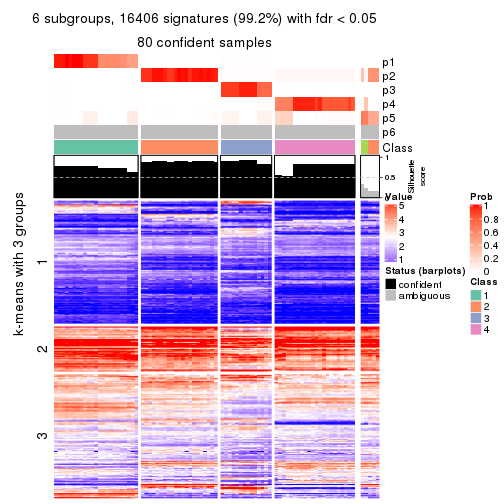 6 subgroups, 16406 signatures (99.2%) with fdr < 0.05
80 confident samples
p1
p2
p3
p4
p5
p6
Class
1
0.5
0
Silhouette
score
k-means with 3 groups
1
2
3
Value
5
4
3
2
1
Status (barplots)
confident
ambiguous
Prob
1
0.8
0.6
0.4
0.2
0
Class
1
2
3
4